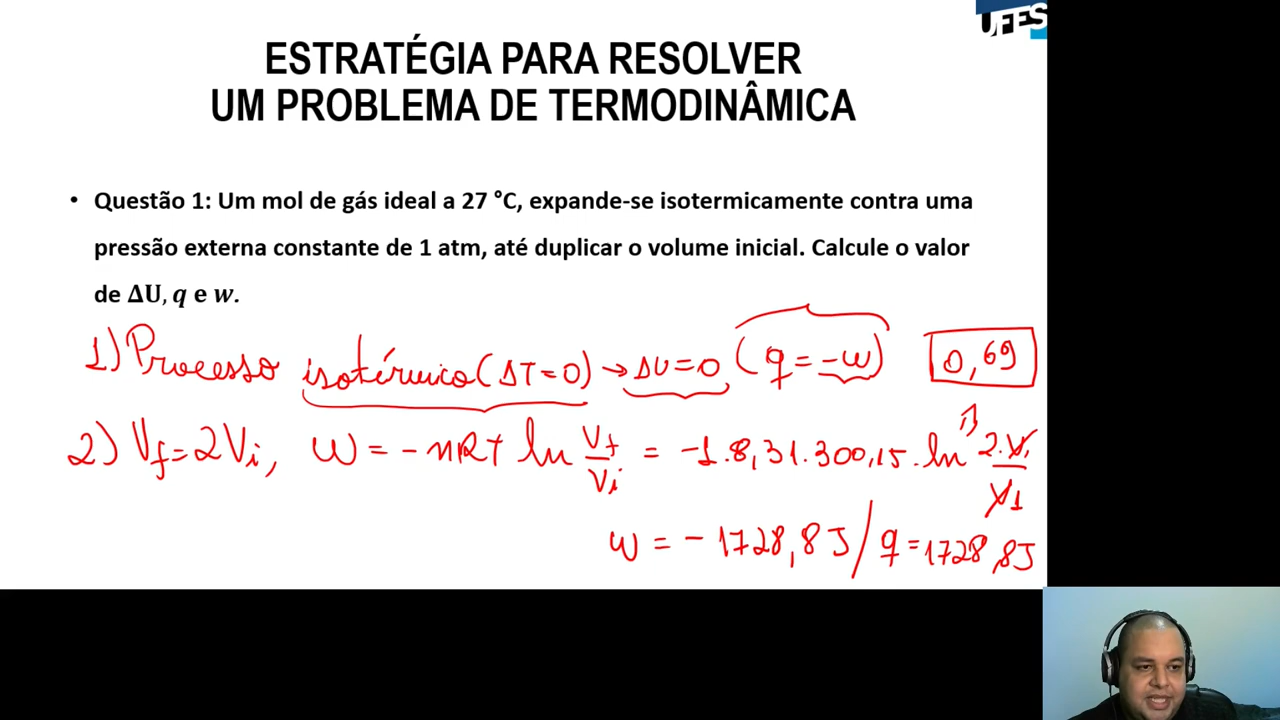 UFES
ESTRATÉGIA PARA RESOLVER
UM PROBLEMA DE TERMODINÂMICA
• Questão 1: Um mol de gás ideal a 27 °C, expande-se isotermicamente contra uma
pressão externa constante de 1 atm, até duplicar o volume inicial. Calcule o valor
de ΔU, q e w.
1) Processo isotérmico (ΔT=0) → ΔU=0 (q = -w) 0,69
2) Vf=2Vi, W = -nRT ln Vf/Vi = -1.8,31.300,15.ln 2.Vi/Vi
w = -1728,8J / q=1728,8J